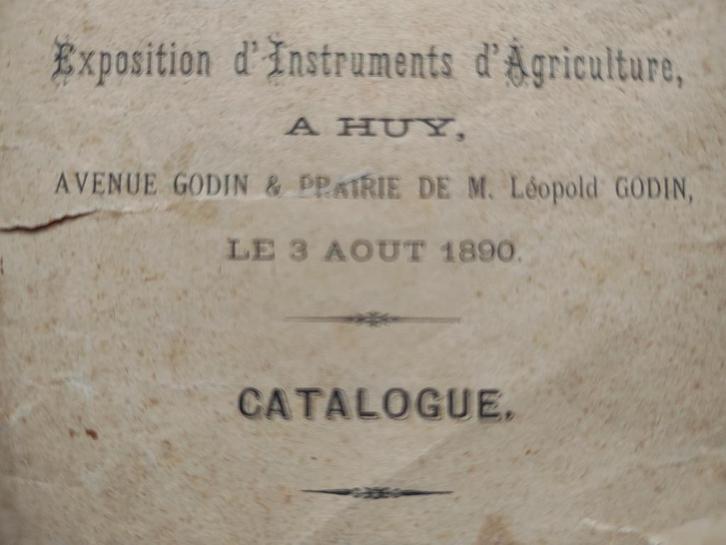 Exposition d'Instruments d'Agriculture,
A HUY,
AVENUE GODIN & PRAIRIE DE M. Léopold GODIN,
LE 3 AOUT 1890.
CATALOGUE.